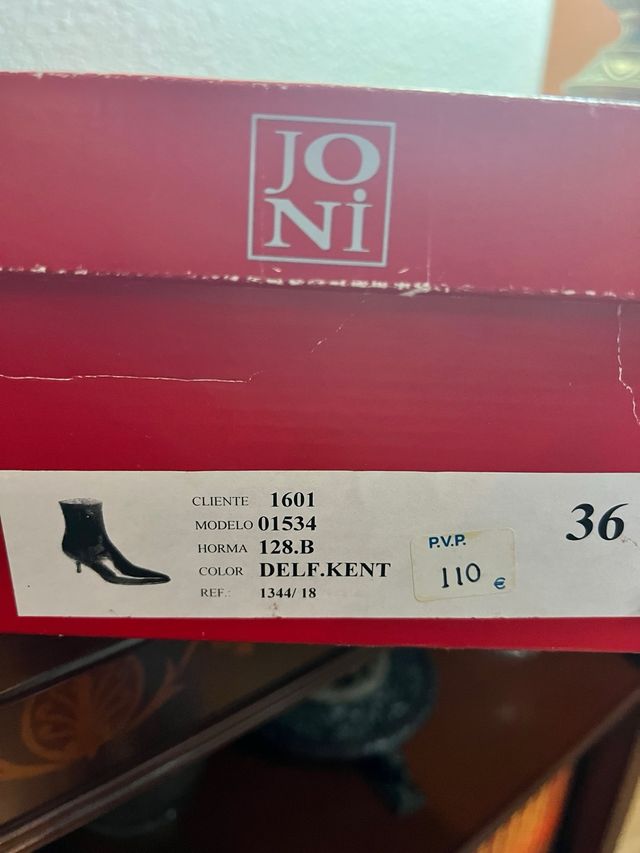 JO
Ni
CLIENTE 1601
MODELO 01534
HORMA 128.B
COLOR DELF.KENT
REF.: 1344/ 18
P.V.P.
110 €
36